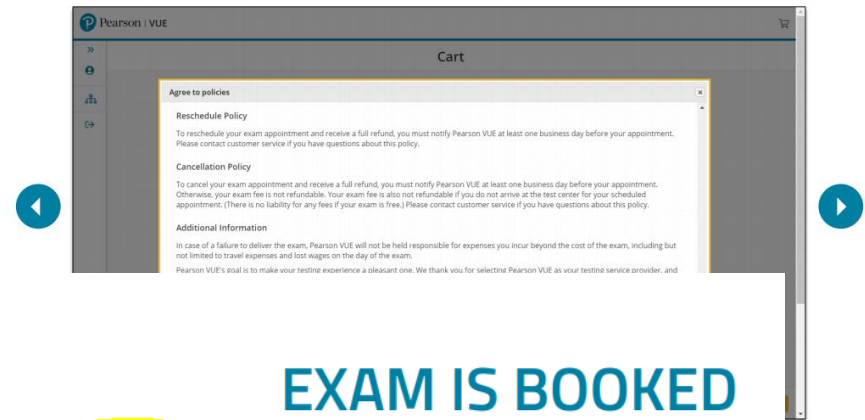 Pearson | VUE
Cart
Agree to policies
Reschedule Policy
To reschedule your exam appointment and receive a full refund, you must notify Pearson VUE at least one business day before your appointment.
Please contact customer service if you have questions about this policy.
Cancellation Policy
To cancel your exam appointment and receive a full refund, you must notify Pearson VUE at least one business day before your appointment.
Otherwise, your exam fee is not refundable. Your exam fee is also not refundable if you do not arrive at the test center for your scheduled
appointment. (There is no liability for any fees if your exam is free.) Please contact customer service if you have questions about this policy.
Additional Information
In case of a failure to deliver the exam, Pearson VUE will not be held responsible for expenses you incur beyond the cost of the exam, including but
not limited to travel expenses and lost wages on the day of the exam.
Pearson VUE's goal is to make your testing experience a pleasant one. We thank you for selecting Pearson VUE as your testing service provider, and
EXAM IS BOOKED